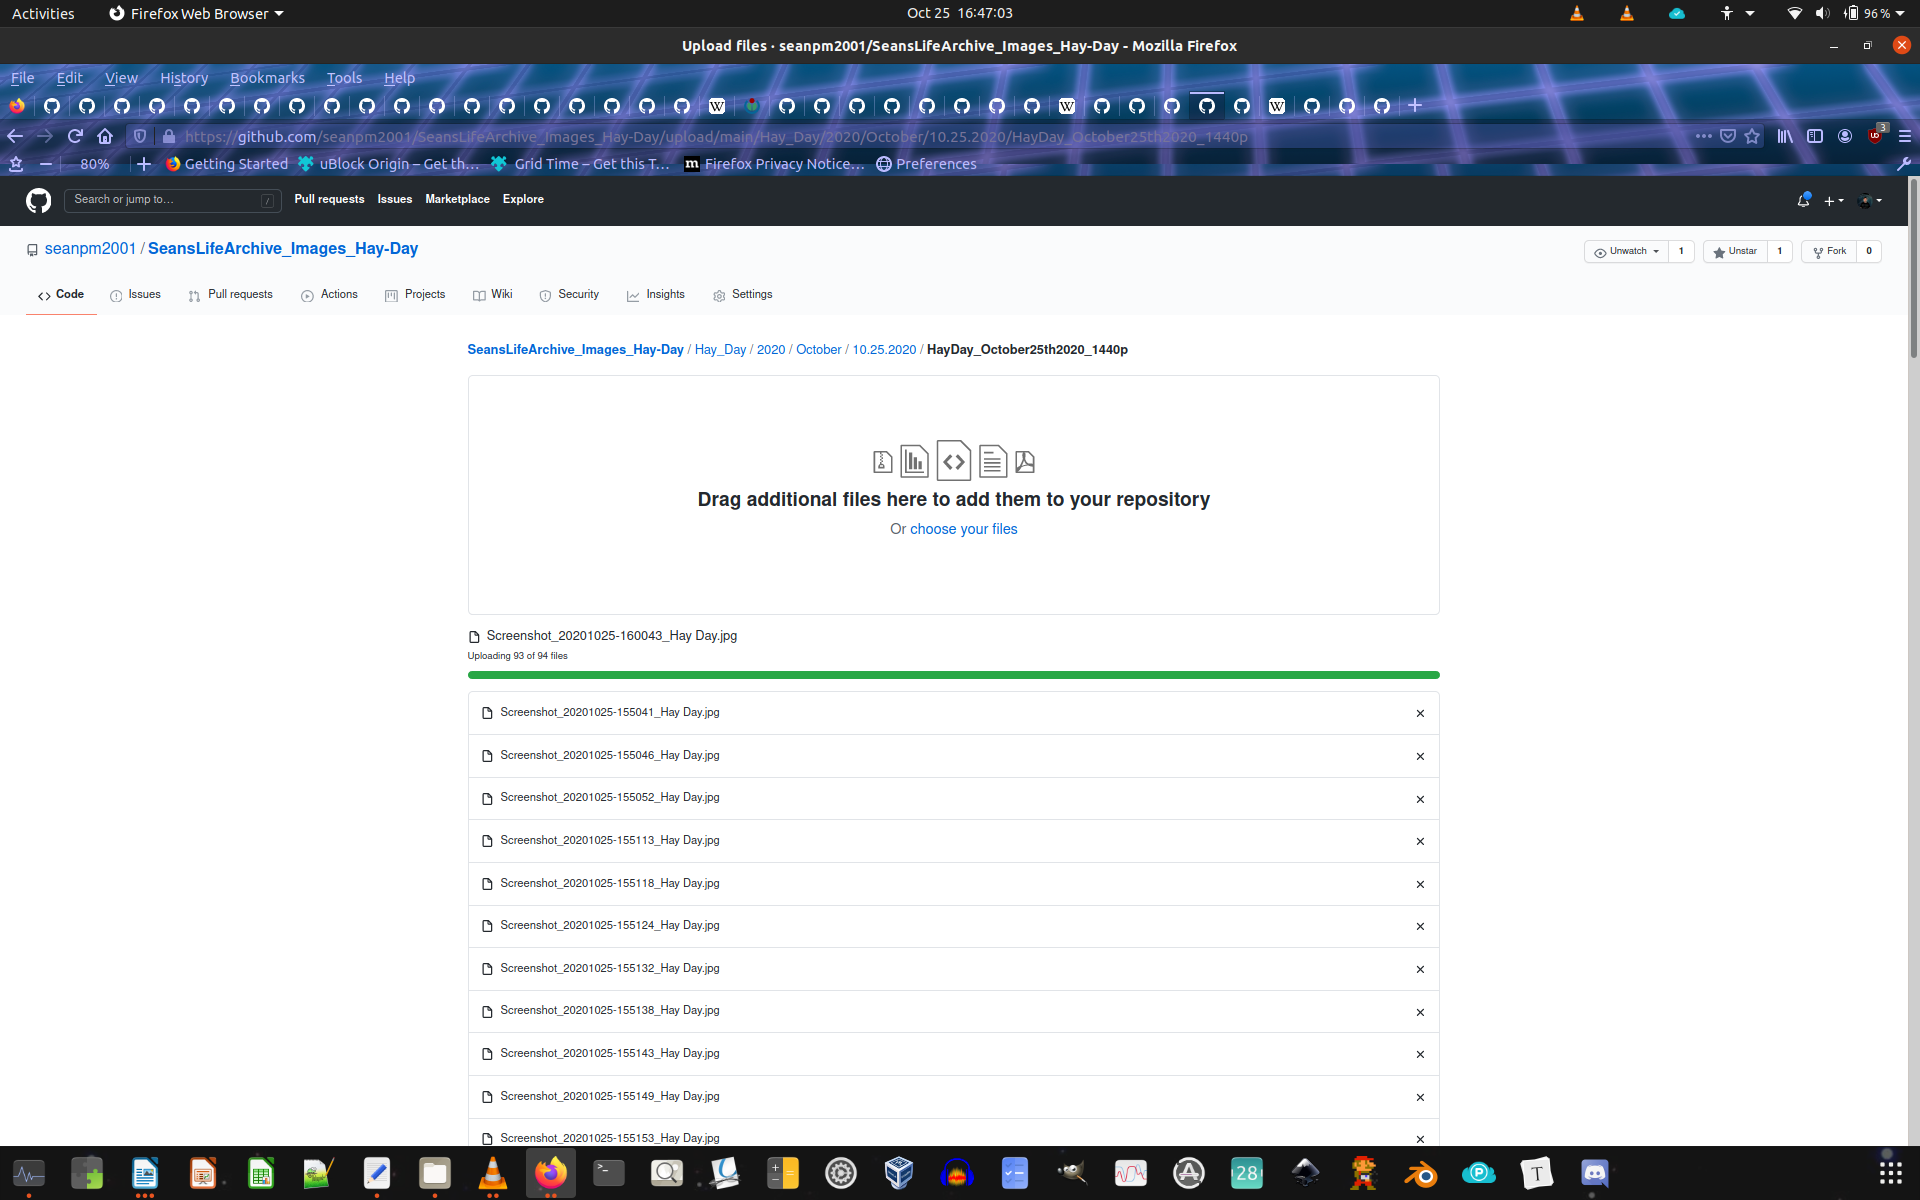 Activities Firefox Web Browser Oct 25 16:47:03 96 %
Upload files · seanpm2001/SeansLifeArchive_Images_Hay-Day - Mozilla Firefox
File Edit View History Bookmarks Tools Help
https://github.com/seanpm2001/SeansLifeArchive_Images_Hay-Day/upload/main/Hay_Day/2020/October/10.25.2020/HayDay_October25th2020_1440p 3
80% Getting Started uBlock Origin – Get th… Grid Time – Get this T… m Firefox Privacy Notice… Preferences
Search or jump to… / Pull requests Issues Marketplace Explore
seanpm2001 / SeansLifeArchive_Images_Hay-Day Unwatch 1 Unstar 1 Fork 0
Code Issues Pull requests Actions Projects Wiki Security Insights Settings
SeansLifeArchive_Images_Hay-Day / Hay_Day / 2020 / October / 10.25.2020 / HayDay_October25th2020_1440p
Drag additional files here to add them to your repository
Or choose your files
Screenshot_20201025-160043_Hay Day.jpg
Uploading 93 of 94 files
Screenshot_20201025-155041_Hay Day.jpg
Screenshot_20201025-155046_Hay Day.jpg
Screenshot_20201025-155052_Hay Day.jpg
Screenshot_20201025-155113_Hay Day.jpg
Screenshot_20201025-155118_Hay Day.jpg
Screenshot_20201025-155124_Hay Day.jpg
Screenshot_20201025-155132_Hay Day.jpg
Screenshot_20201025-155138_Hay Day.jpg
Screenshot_20201025-155143_Hay Day.jpg
Screenshot_20201025-155149_Hay Day.jpg
Screenshot_20201025-155153_Hay Day.jpg
28